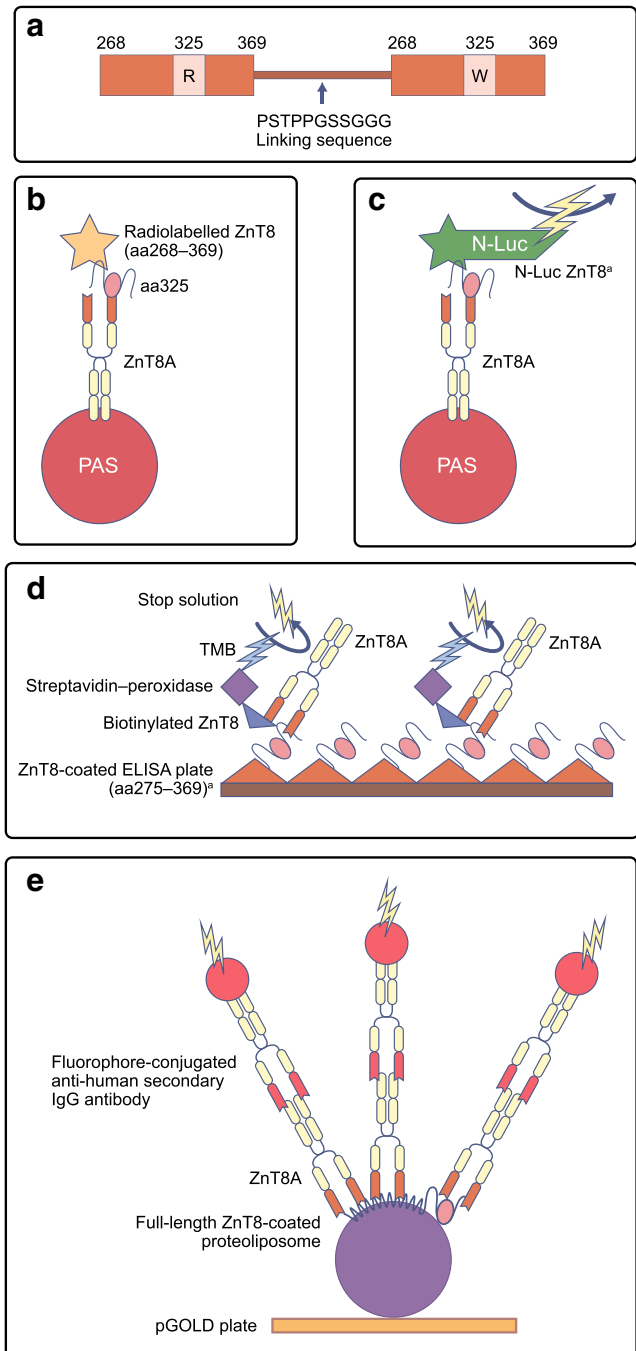 a
268 325 369 268 325 369
R W
PSTPPGSSGGG
Linking sequence
b
Radiolabelled ZnT8
(aa268–369)
aa325
ZnT8A
PAS
c
N-Luc
N-Luc ZnT8ᵃ
ZnT8A
PAS
d
Stop solution
TMB
ZnT8A
ZnT8A
Streptavidin–peroxidase
Biotinylated ZnT8
ZnT8-coated ELISA plate
(aa275–369)ᵃ
e
Fluorophore-conjugated
anti-human secondary
IgG antibody
ZnT8A
Full-length ZnT8-coated
proteoliposome
pGOLD plate